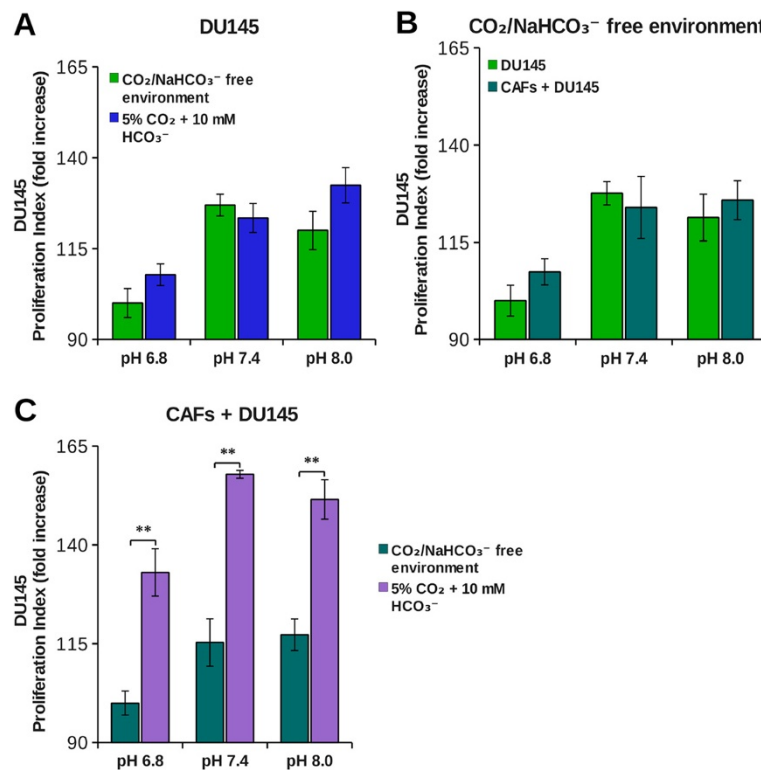 A
DU145
CO₂/NaHCO₃⁻ free
environment
5% CO₂ + 10 mM
HCO₃⁻
DU145
Proliferation Index (fold increase)
165
140
115
90
pH 6.8
pH 7.4
pH 8.0
B
CO₂/NaHCO₃⁻ free environment
DU145
CAFs + DU145
DU145
Proliferation Index (fold increase)
165
140
115
90
pH 6.8
pH 7.4
pH 8.0
C
CAFs + DU145
DU145
Proliferation Index (fold increase)
165
140
115
90
**
**
**
pH 6.8
pH 7.4
pH 8.0
CO₂/NaHCO₃⁻ free
environment
5% CO₂ + 10 mM
HCO₃⁻